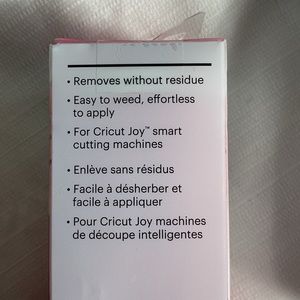 • Removes without residue
• Easy to weed, effortless
to apply
• For Cricut Joy™ smart
cutting machines
• Enlève sans résidus
• Facile à désherber et
facile à appliquer
• Pour Cricut Joy machines
de découpe intelligentes